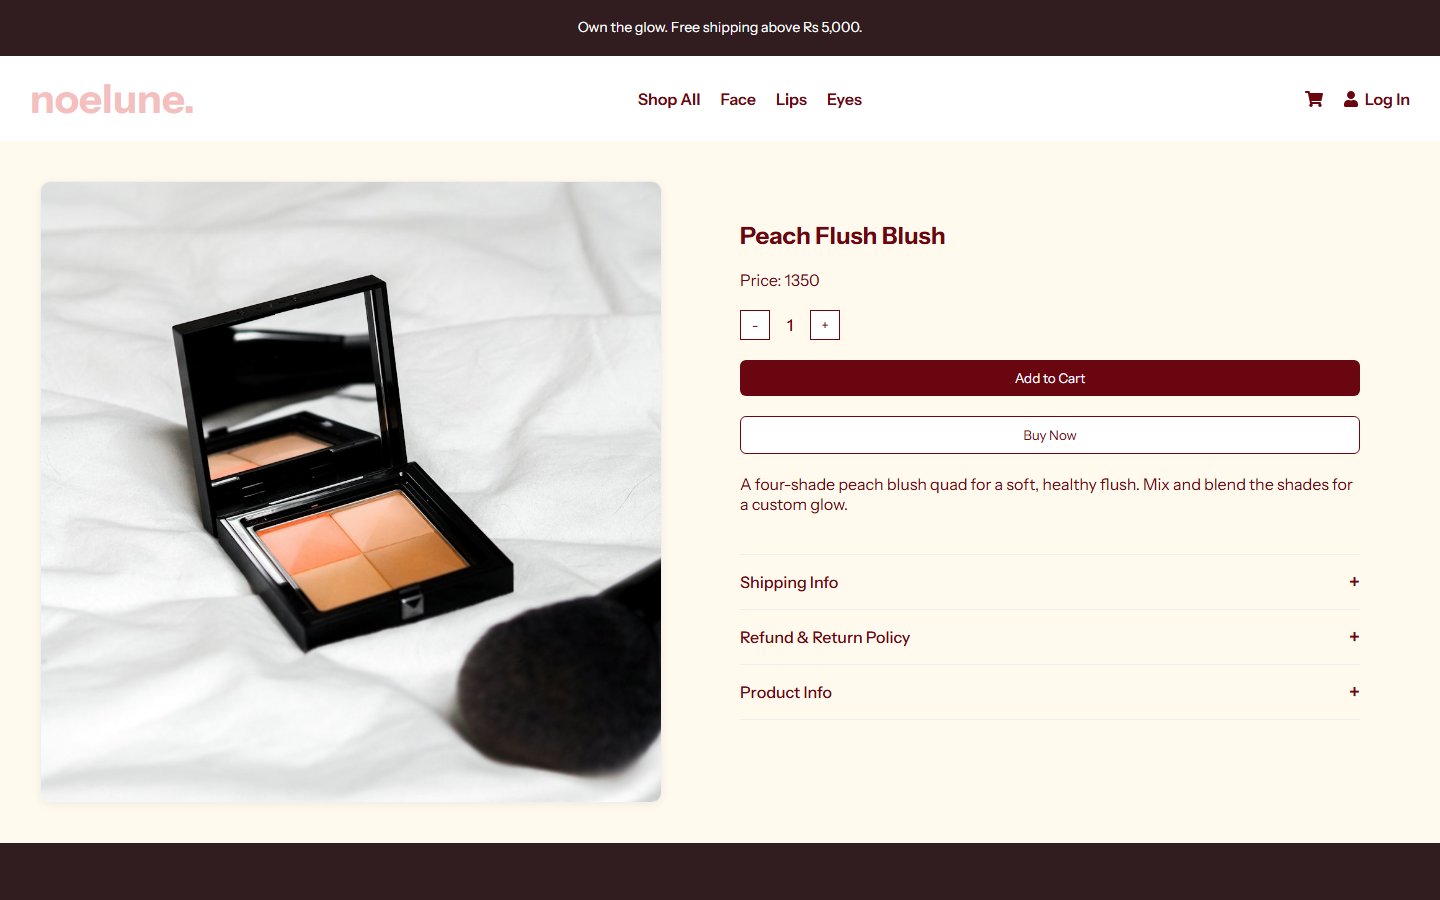 Own the glow. Free shipping above Rs 5,000.
noelune.
Shop All Face Lips Eyes
Log In
Peach Flush Blush
Price: 1350
- 1 +
Add to Cart
Buy Now
A four-shade peach blush quad for a soft, healthy flush. Mix and blend the shades for
a custom glow.
Shipping Info +
Refund & Return Policy +
Product Info +